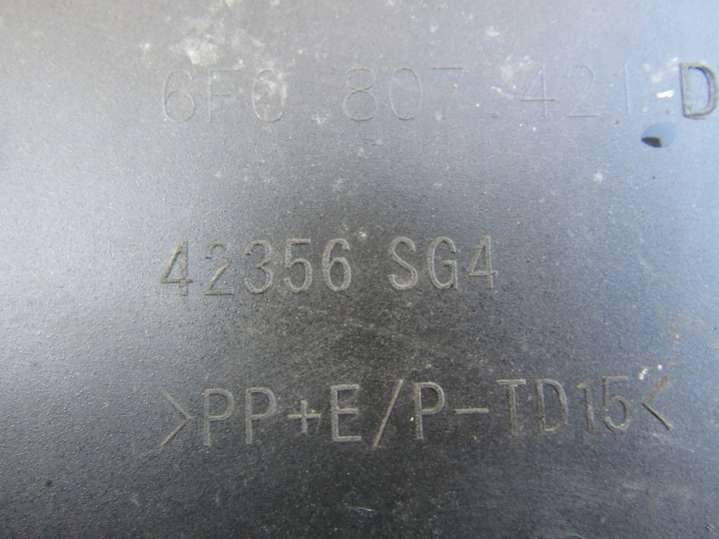 6F0 807 421 D
42356 SG4
>PP+E/P-TD15<